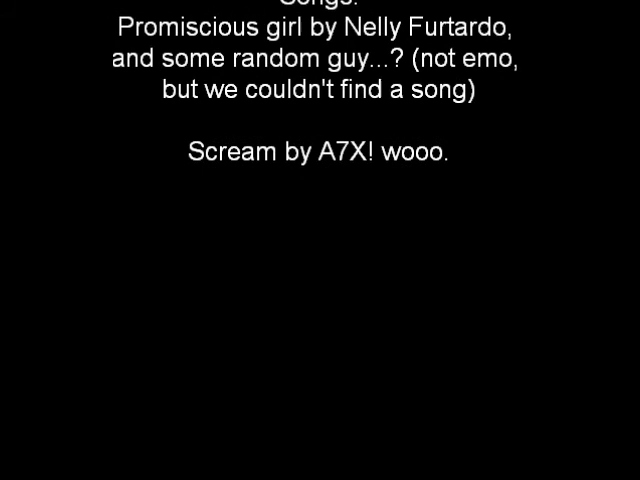 Songs:
Promiscious girl by Nelly Furtardo,
and some random guy...? (not emo,
but we couldn't find a song)
Scream by A7X! wooo.